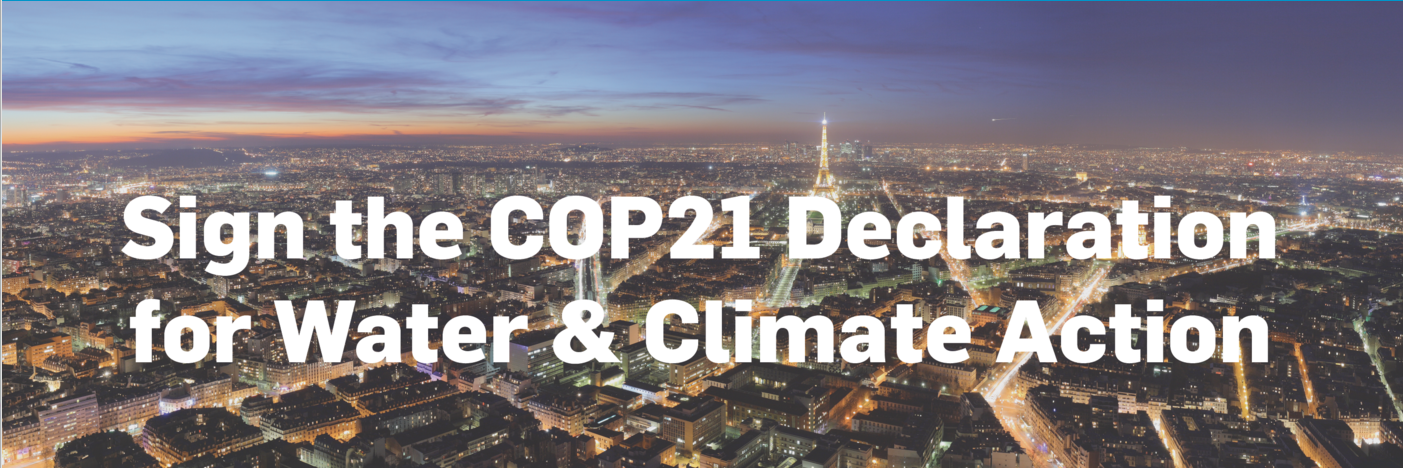 Sign the COP21 Declaration
for Water & Climate Action